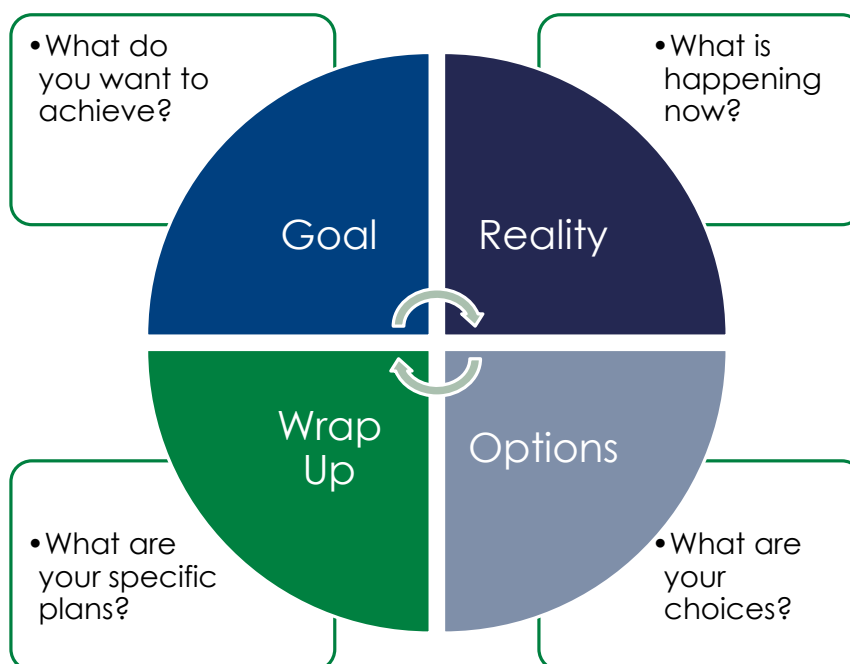 •What do
you want to
achieve?
•What is
happening
now?
Goal
Reality
Wrap
Up
Options
•What are
your specific
plans?
•What are
your
choices?